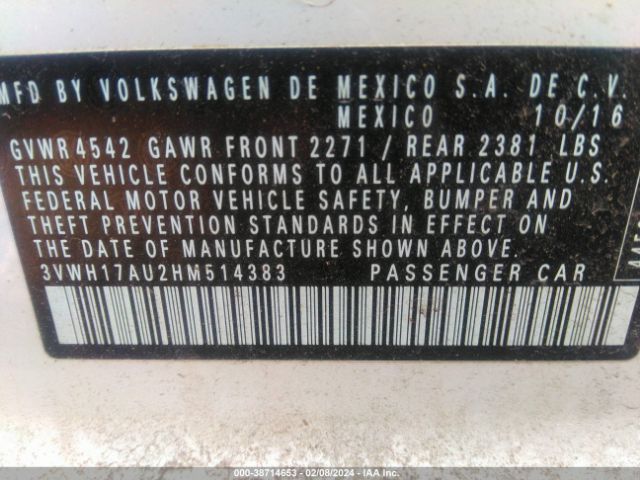 MFD BY VOLKSWAGEN DE MEXICO S.A. DE C.V.
MEXICO 10/16
GVWR 4542 GAWR FRONT 2271 / REAR 2381 LBS
THIS VEHICLE CONFORMS TO ALL APPLICABLE U.S.
FEDERAL MOTOR VEHICLE SAFETY, BUMPER AND
THEFT PREVENTION STANDARDS IN EFFECT ON
THE DATE OF MANUFACTURE SHOWN ABOVE.
3VWH17AU2HM514383 PASSENGER CAR
000-38714653 - 02/08/2024 - IAA Inc.